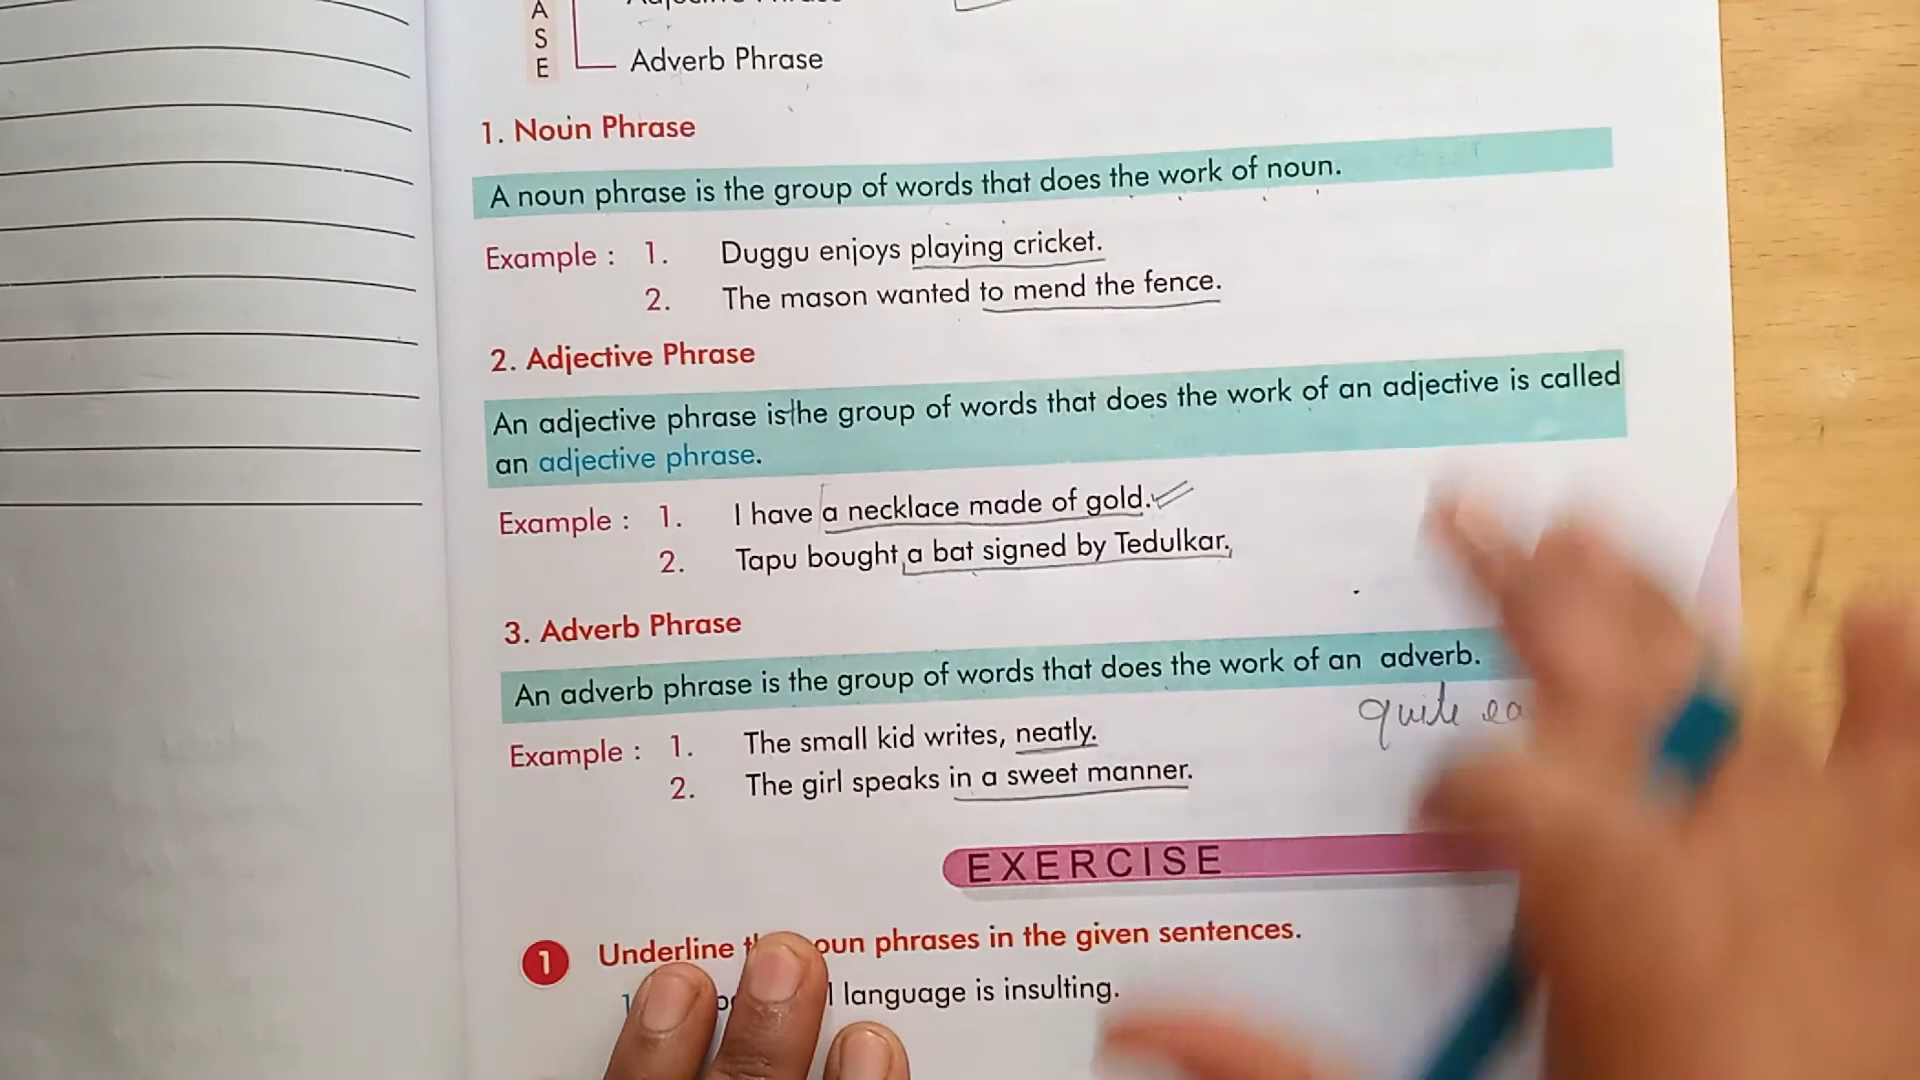 A
S
E
Adverb Phrase
1. Noun Phrase
A noun phrase is the group of words that does the work of noun.
Example : 1. Duggu enjoys playing cricket.
2. The mason wanted to mend the fence.
2. Adjective Phrase
An adjective phrase is the group of words that does the work of an adjective is called
an adjective phrase.
Example : 1. I have a necklace made of gold.
2. Tapu bought a bat signed by Tedulkar.
3. Adverb Phrase
An adverb phrase is the group of words that does the work of an adverb.
quite
Example : 1. The small kid writes, neatly.
2. The girl speaks in a sweet manner.
EXERCISE
1 Underline oun phrases in the given sentences.
language is insulting.